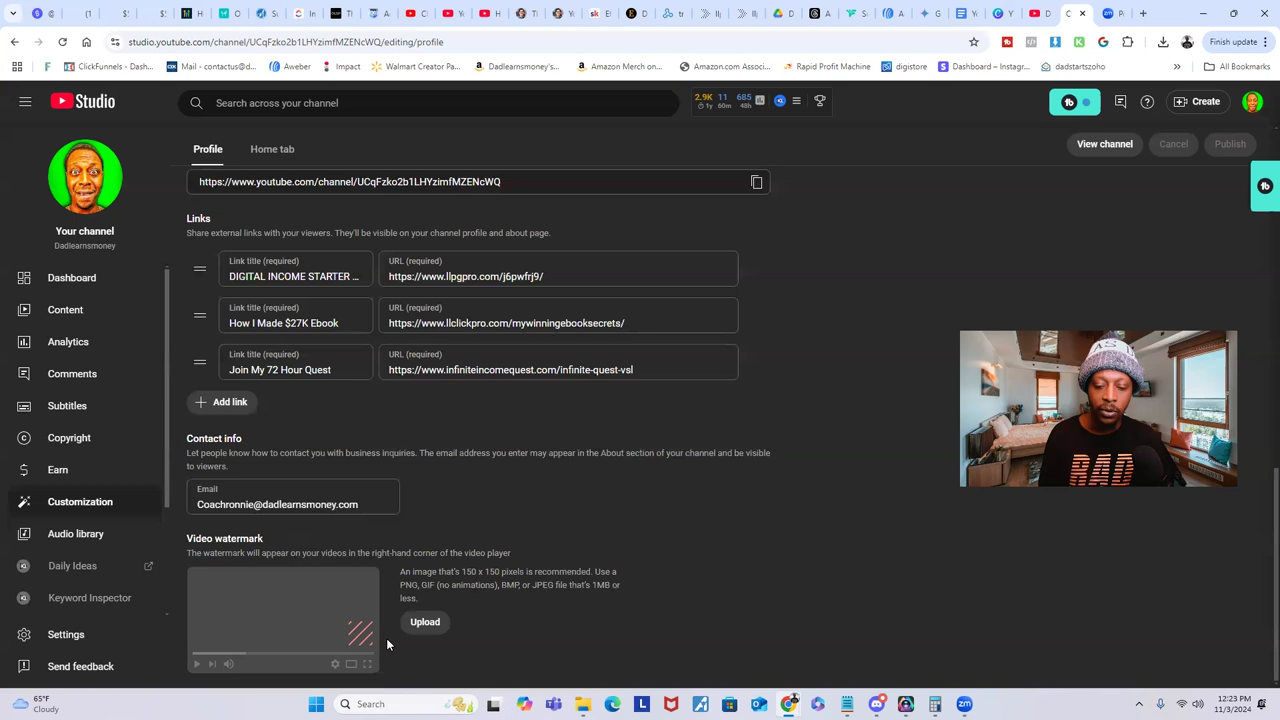 Finish update
studio.youtube.com/channel/UCqFzko2b1LHYzimfMZENcWQ/editing/profile
ClickFunnels - Dash...
Mail - contactus@d...
Aweber
Impact
Walmart Creator Pa...
Dadlearnsmoney's...
Amazon Merch on...
Amazon.com Associ...
Rapid Profit Machine
digistore
Dashboard – Instagr...
dadstartszoho
All Bookmarks
Studio
Search across your channel
2.9K 11 685
1y 60m 48h
Create
Profile
Home tab
View channel
Cancel
Publish
https://www.youtube.com/channel/UCqFzko2b1LHYzimfMZENcWQ
Your channel
Dadlearnsmoney
Dashboard
Content
Analytics
Comments
Subtitles
Copyright
Earn
Customization
Audio library
Daily Ideas
Keyword Inspector
Settings
Send feedback
Links
Share external links with your viewers. They'll be visible on your channel profile and about page.
Link title (required)
DIGITAL INCOME STARTER ...
URL (required)
https://www.llpgpro.com/j6pwfrj9/
Link title (required)
How I Made $27K Ebook
URL (required)
https://www.llclickpro.com/mywinningebooksecrets/
Link title (required)
Join My 72 Hour Quest
URL (required)
https://www.infiniteincomequest.com/infinite-quest-vsl
Add link
Contact info
Let people know how to contact you with business inquiries. The email address you enter may appear in the About section of your channel and be visible
to viewers.
Email
Coachronnie@dadlearnsmoney.com
Video watermark
The watermark will appear on your videos in the right-hand corner of the video player
An image that's 150 x 150 pixels is recommended. Use a
PNG, GIF (no animations), BMP, or JPEG file that's 1MB or
less.
Upload
65°F
Cloudy
Search
12:23 PM
11/3/2024